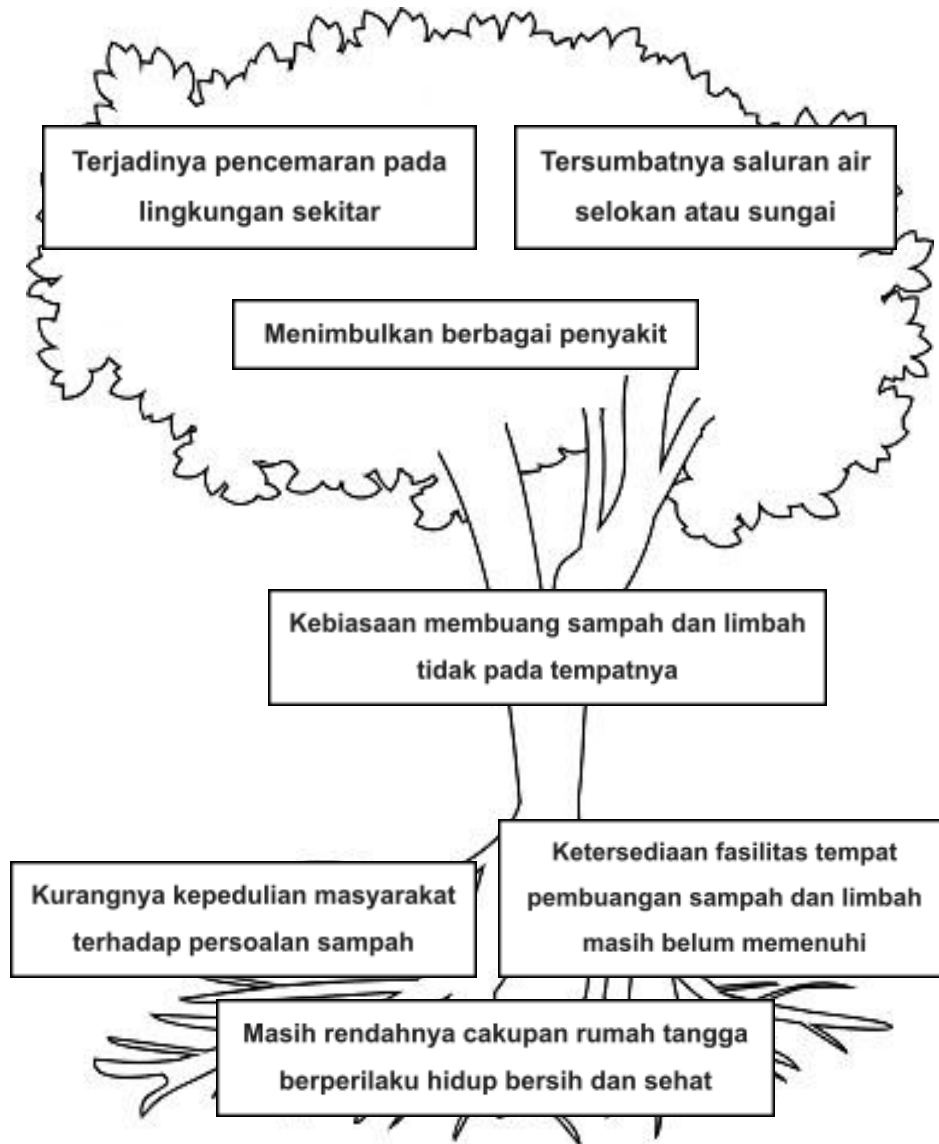 Terjadinya pencemaran pada
lingkungan sekitar
Tersumbatnya saluran air
selokan atau sungai
Menimbulkan berbagai penyakit
Kebiasaan membuang sampah dan limbah
tidak pada tempatnya
Kurangnya kepedulian masyarakat
terhadap persoalan sampah
Ketersediaan fasilitas tempat
pembuangan sampah dan limbah
masih belum memenuhi
Masih rendahnya cakupan rumah tangga
berperilaku hidup bersih dan sehat